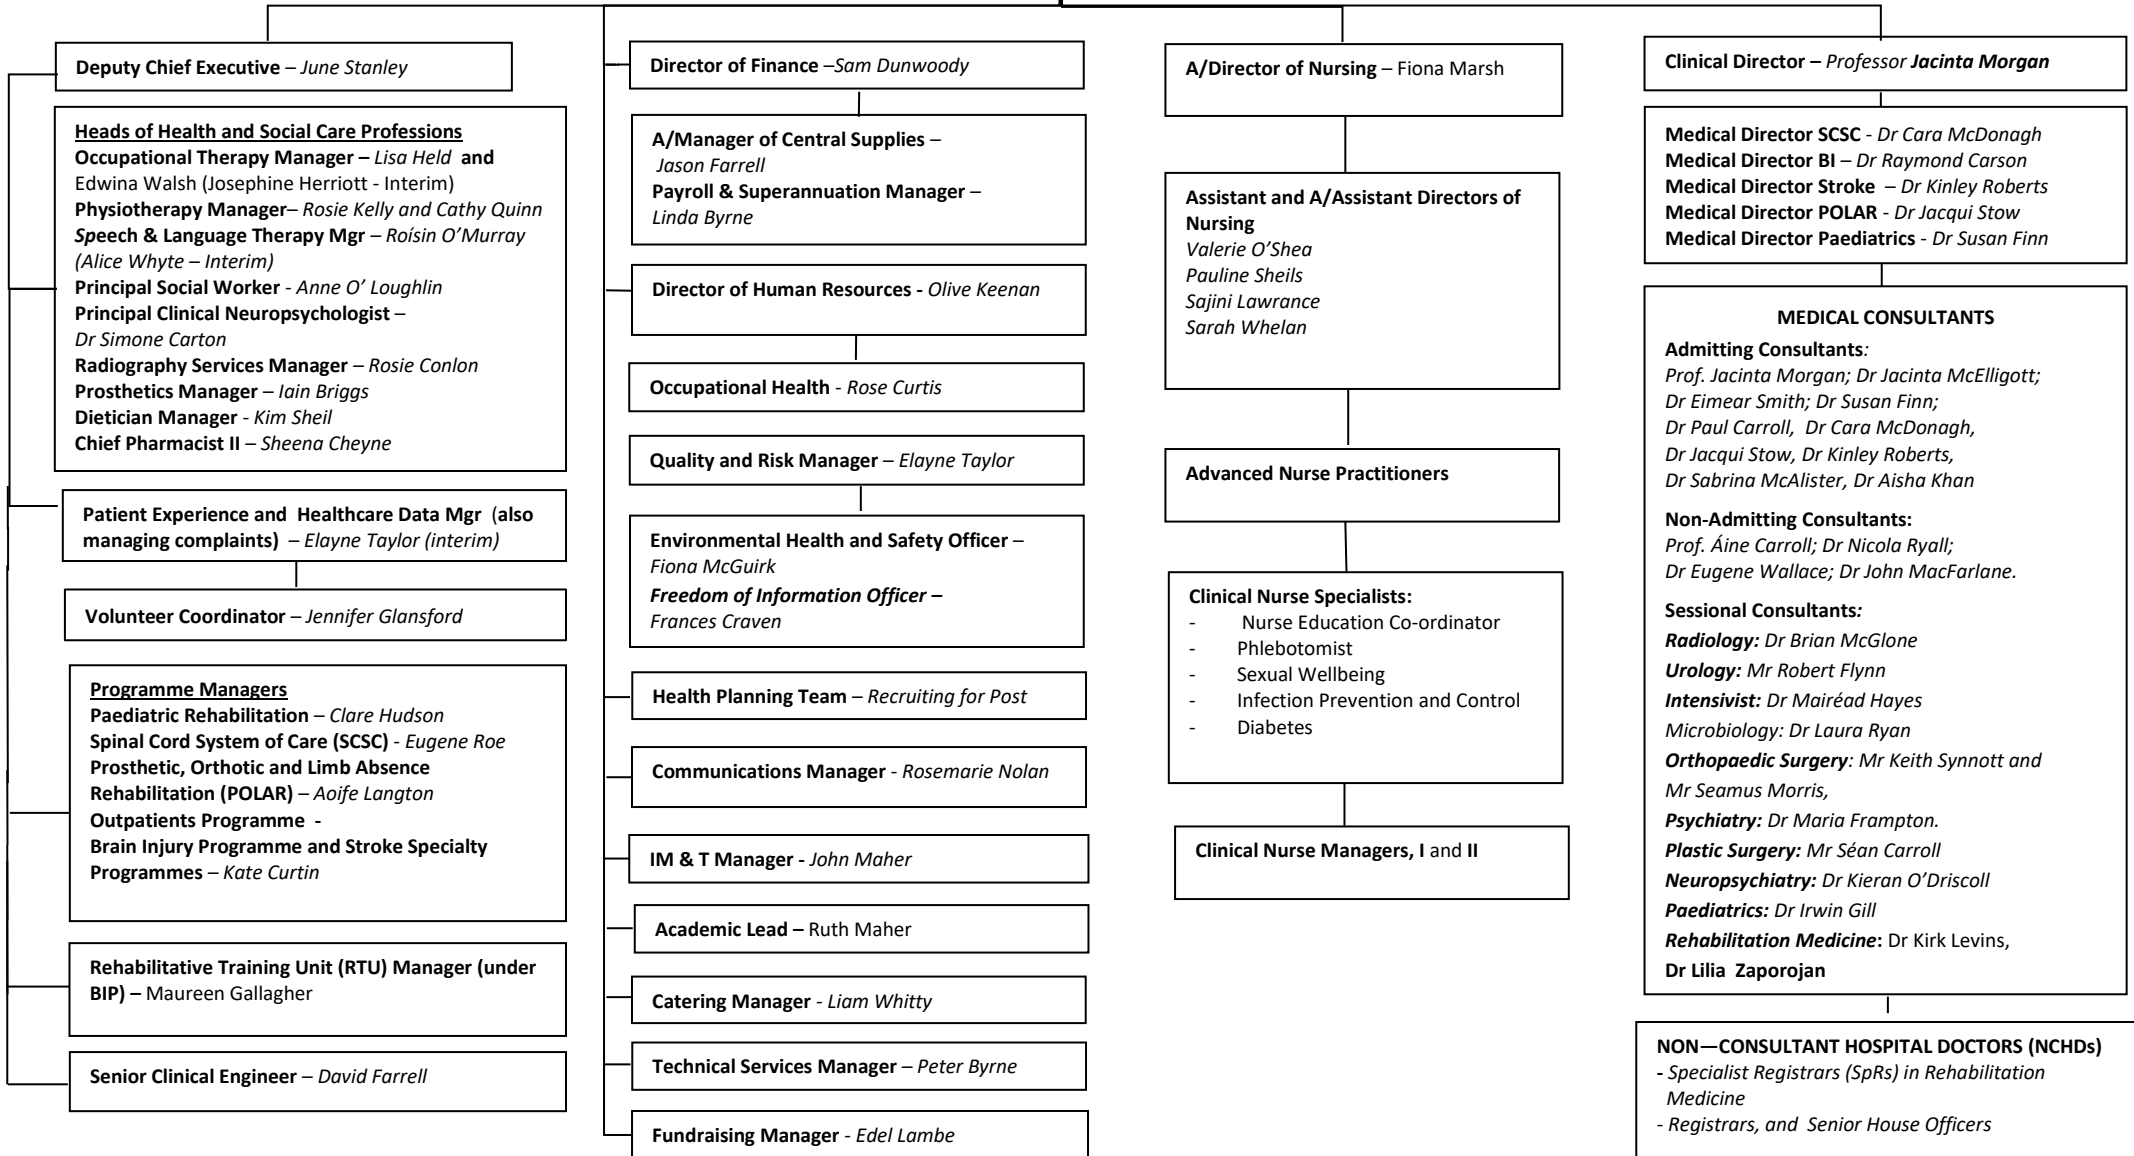 Deputy Chief Executive – June Stanley
Heads of Health and Social Care Professions
Occupational Therapy Manager – Lisa Held and
Edwina Walsh (Josephine Herriott - Interim)
Physiotherapy Manager– Rosie Kelly and Cathy Quinn
Speech & Language Therapy Mgr – Roísin O’Murray
(Alice Whyte – Interim)
Principal Social Worker - Anne O’ Loughlin
Principal Clinical Neuropsychologist –
Dr Simone Carton
Radiography Services Manager – Rosie Conlon
Prosthetics Manager – Iain Briggs
Dietician Manager - Kim Sheil
Chief Pharmacist II – Sheena Cheyne
Patient Experience and Healthcare Data Mgr (also
managing complaints) – Elayne Taylor (interim)
Volunteer Coordinator – Jennifer Glansford
Programme Managers
Paediatric Rehabilitation – Clare Hudson
Spinal Cord System of Care (SCSC) - Eugene Roe
Prosthetic, Orthotic and Limb Absence
Rehabilitation (POLAR) – Aoife Langton
Outpatients Programme -
Brain Injury Programme and Stroke Specialty
Programmes – Kate Curtin
Rehabilitative Training Unit (RTU) Manager (under
BIP) – Maureen Gallagher
Senior Clinical Engineer – David Farrell
Director of Finance –Sam Dunwoody
A/Manager of Central Supplies –
Jason Farrell
Payroll & Superannuation Manager –
Linda Byrne
Director of Human Resources - Olive Keenan
Occupational Health - Rose Curtis
Quality and Risk Manager – Elayne Taylor
Environmental Health and Safety Officer –
Fiona McGuirk
Freedom of Information Officer –
Frances Craven
Health Planning Team – Recruiting for Post
Communications Manager - Rosemarie Nolan
IM & T Manager - John Maher
Academic Lead – Ruth Maher
Catering Manager - Liam Whitty
Technical Services Manager – Peter Byrne
Fundraising Manager - Edel Lambe
A/Director of Nursing – Fiona Marsh
Assistant and A/Assistant Directors of
Nursing
Valerie O’Shea
Pauline Sheils
Sajini Lawrance
Sarah Whelan
Advanced Nurse Practitioners
Clinical Nurse Specialists:
- Nurse Education Co-ordinator
- Phlebotomist
- Sexual Wellbeing
- Infection Prevention and Control
- Diabetes
Clinical Nurse Managers, I and II
Clinical Director – Professor Jacinta Morgan
Medical Director SCSC - Dr Cara McDonagh
Medical Director BI – Dr Raymond Carson
Medical Director Stroke – Dr Kinley Roberts
Medical Director POLAR - Dr Jacqui Stow
Medical Director Paediatrics - Dr Susan Finn
MEDICAL CONSULTANTS
Admitting Consultants:
Prof. Jacinta Morgan; Dr Jacinta McElligott;
Dr Eimear Smith; Dr Susan Finn;
Dr Paul Carroll, Dr Cara McDonagh,
Dr Jacqui Stow, Dr Kinley Roberts,
Dr Sabrina McAlister, Dr Aisha Khan
Non-Admitting Consultants:
Prof. Áine Carroll; Dr Nicola Ryall;
Dr Eugene Wallace; Dr John MacFarlane.
Sessional Consultants:
Radiology: Dr Brian McGlone
Urology: Mr Robert Flynn
Intensivist: Dr Mairéad Hayes
Microbiology: Dr Laura Ryan
Orthopaedic Surgery: Mr Keith Synnott and
Mr Seamus Morris,
Psychiatry: Dr Maria Frampton.
Plastic Surgery: Mr Séan Carroll
Neuropsychiatry: Dr Kieran O’Driscoll
Paediatrics: Dr Irwin Gill
Rehabilitation Medicine: Dr Kirk Levins,
Dr Lilia Zaporojan
NON—CONSULTANT HOSPITAL DOCTORS (NCHDs)
- Specialist Registrars (SpRs) in Rehabilitation
Medicine
- Registrars, and Senior House Officers